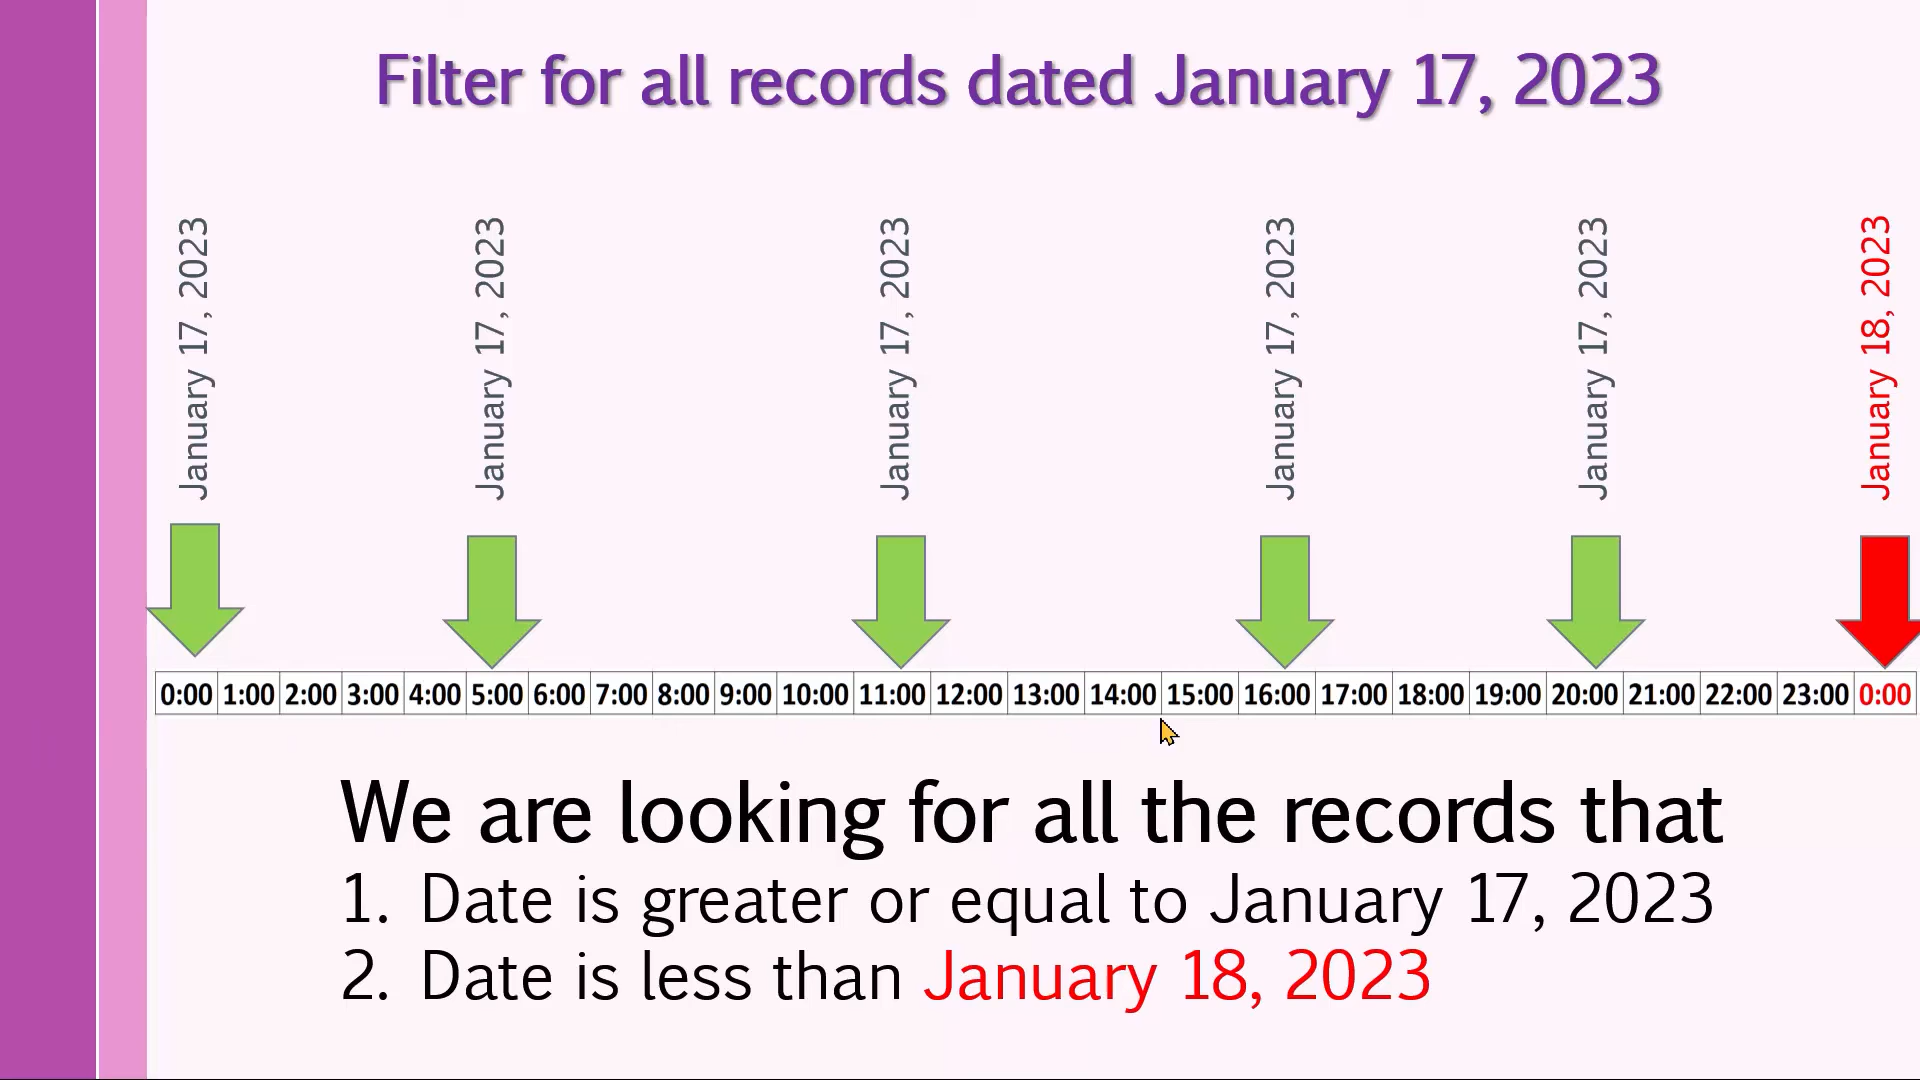 Filter for all records dated January 17, 2023
January 17, 2023
January 17, 2023
January 17, 2023
January 17, 2023
January 17, 2023
January 18, 2023
0:00 1:00 2:00 3:00 4:00 5:00 6:00 7:00 8:00 9:00 10:00 11:00 12:00 13:00 14:00 15:00 16:00 17:00 18:00 19:00 20:00 21:00 22:00 23:00 0:00
We are looking for all the records that
1. Date is greater or equal to January 17, 2023
2. Date is less than January 18, 2023